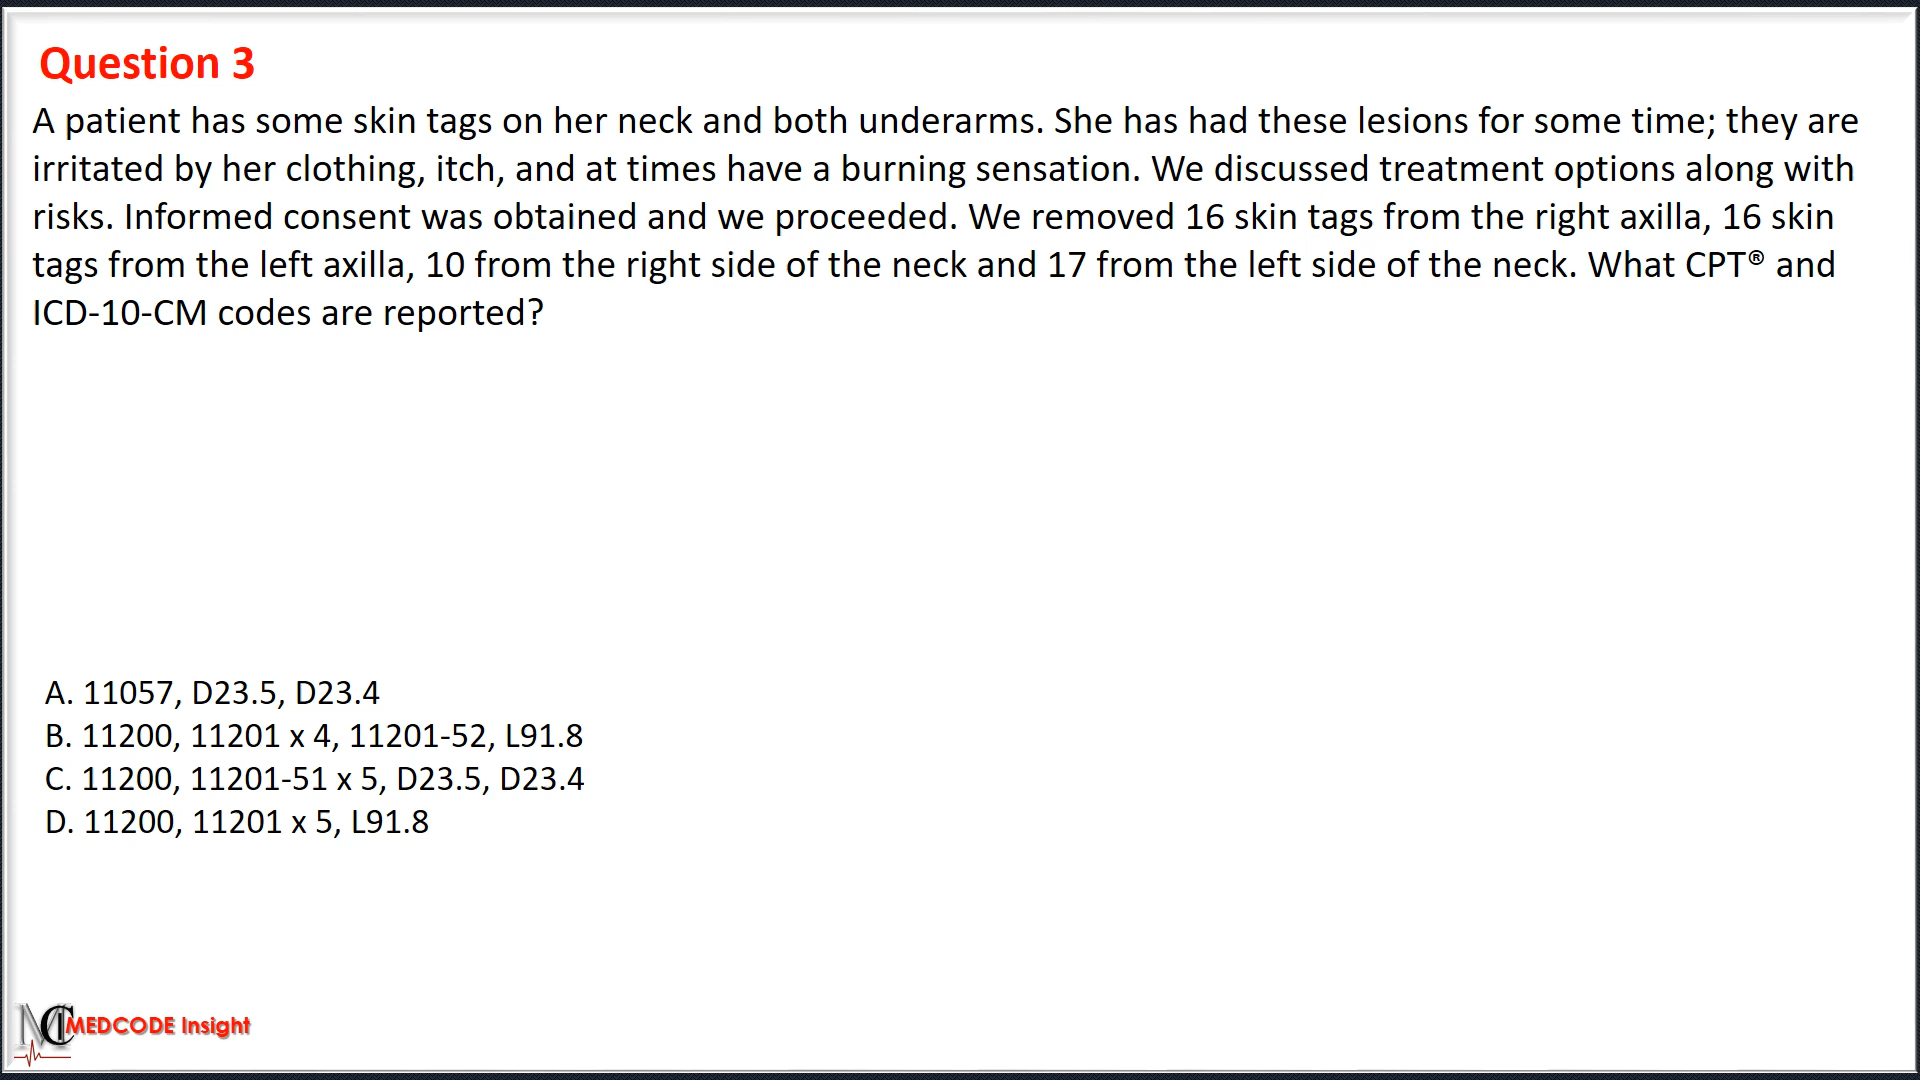 Question 3
A patient has some skin tags on her neck and both underarms. She has had these lesions for some time; they are
irritated by her clothing, itch, and at times have a burning sensation. We discussed treatment options along with
risks. Informed consent was obtained and we proceeded. We removed 16 skin tags from the right axilla, 16 skin
tags from the left axilla, 10 from the right side of the neck and 17 from the left side of the neck. What CPT® and
ICD-10-CM codes are reported?
A. 11057, D23.5, D23.4
B. 11200, 11201 x 4, 11201-52, L91.8
C. 11200, 11201-51 x 5, D23.5, D23.4
D. 11200, 11201 x 5, L91.8
MCI MEDCODE Insight